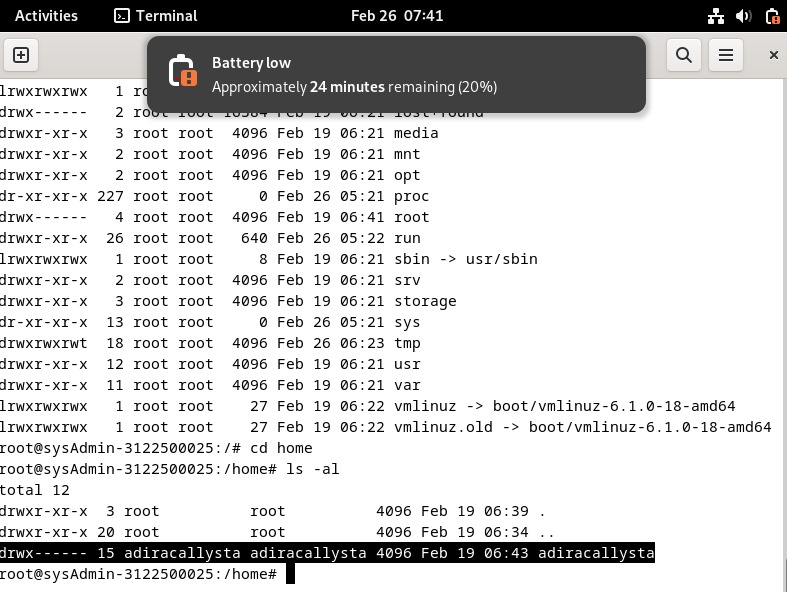 Activities Terminal Feb 26 07:41
Battery low
Approximately 24 minutes remaining (20%)
lrwxrwxrwx 1
drwx------ 2 root root 16384 Feb 19 06:21 lost+found
drwxr-xr-x 3 root root 4096 Feb 19 06:21 media
drwxr-xr-x 2 root root 4096 Feb 19 06:21 mnt
drwxr-xr-x 2 root root 4096 Feb 19 06:21 opt
dr-xr-xr-x 227 root root 0 Feb 26 05:21 proc
drwx------ 4 root root 4096 Feb 19 06:41 root
drwxr-xr-x 26 root root 640 Feb 26 05:22 run
lrwxrwxrwx 1 root root 8 Feb 19 06:21 sbin -> usr/sbin
drwxr-xr-x 2 root root 4096 Feb 19 06:21 srv
drwxr-xr-x 3 root root 4096 Feb 19 06:21 storage
dr-xr-xr-x 13 root root 0 Feb 26 05:21 sys
drwxrwxrwt 18 root root 4096 Feb 26 06:23 tmp
drwxr-xr-x 12 root root 4096 Feb 19 06:21 usr
drwxr-xr-x 11 root root 4096 Feb 19 06:21 var
lrwxrwxrwx 1 root root 27 Feb 19 06:22 vmlinuz -> boot/vmlinuz-6.1.0-18-amd64
lrwxrwxrwx 1 root root 27 Feb 19 06:22 vmlinuz.old -> boot/vmlinuz-6.1.0-18-amd64
root@sysAdmin-3122500025:/# cd home
root@sysAdmin-3122500025:/home# ls -al
total 12
drwxr-xr-x 3 root root 4096 Feb 19 06:39 .
drwxr-xr-x 20 root root 4096 Feb 19 06:34 ..
drwx------ 15 adiracallysta adiracallysta 4096 Feb 19 06:43 adiracallysta
root@sysAdmin-3122500025:/home#